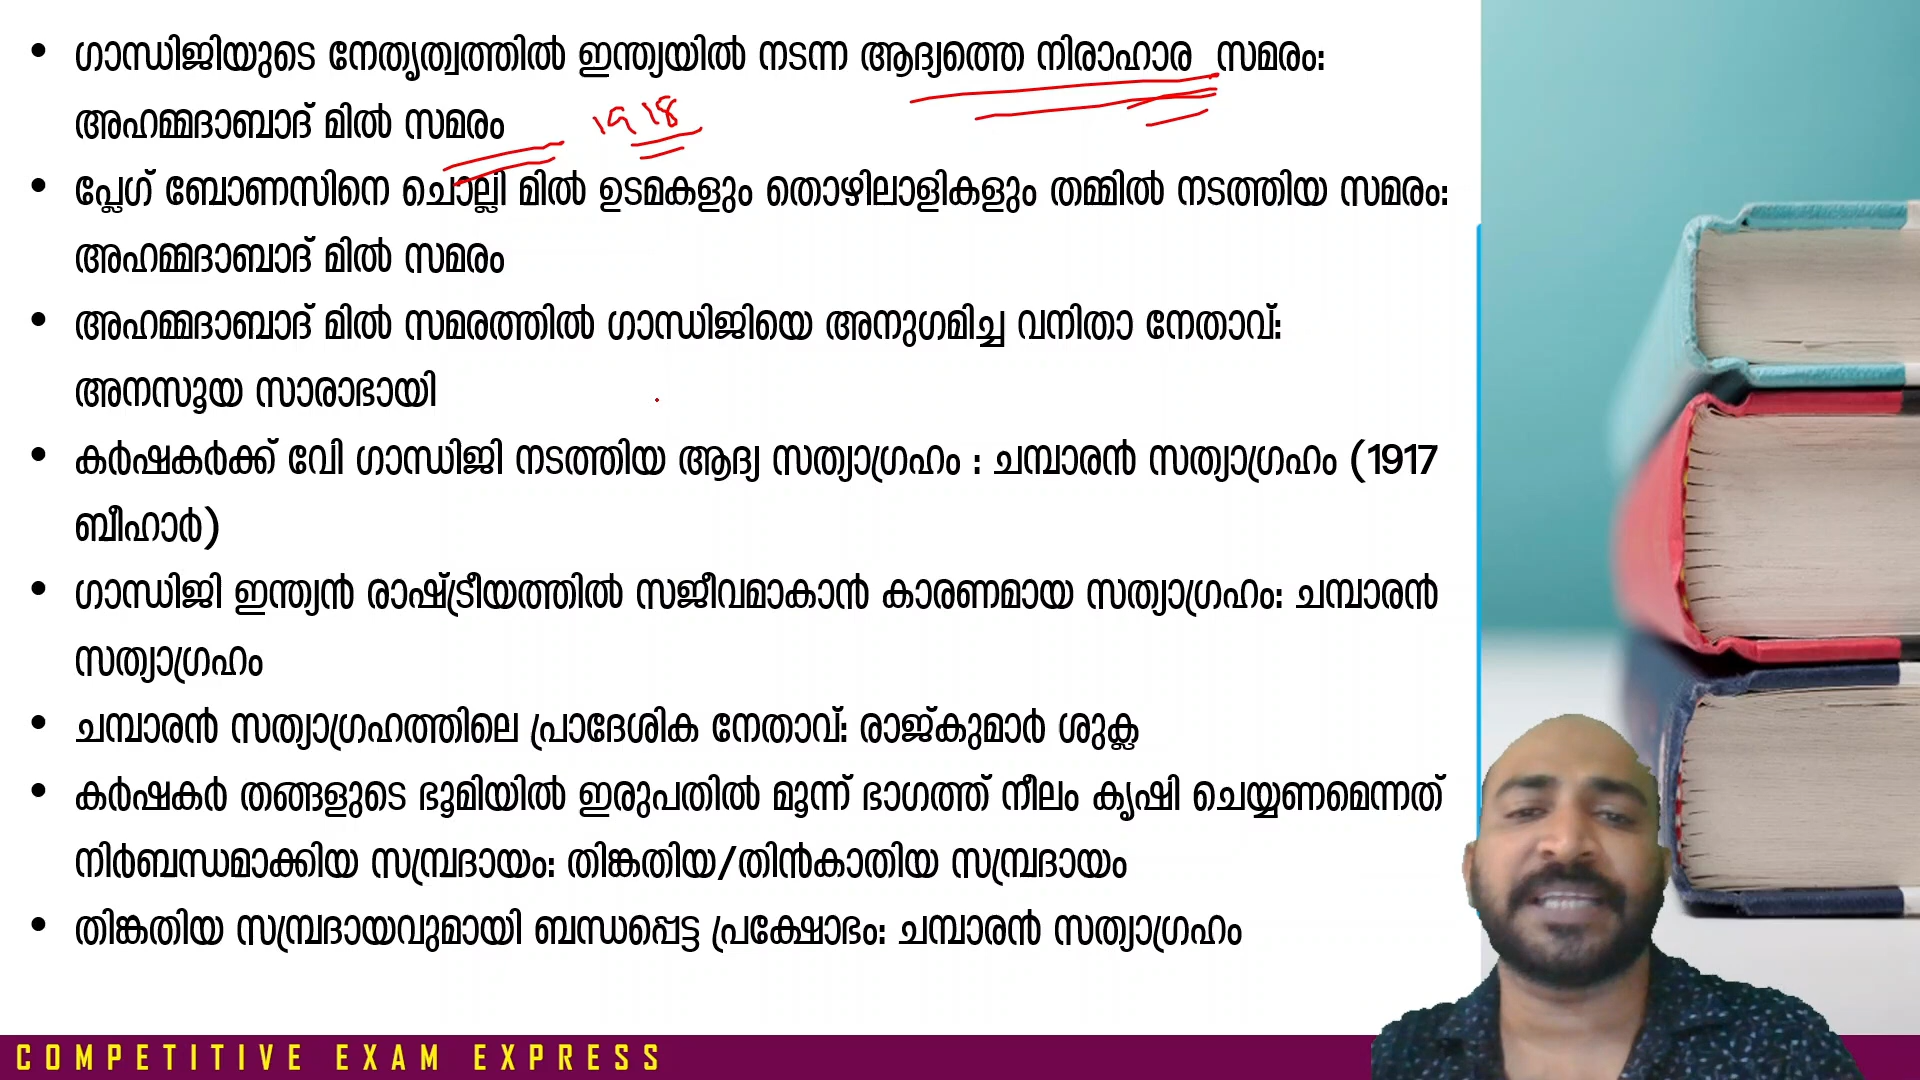 • ഗാന്ധിജിയുടെ നേതൃത്വത്തിൽ ഇന്ത്യയിൽ നടന്ന ആദ്യത്തെ നിരാഹാര സമരം:
അഹമ്മദാബാദ് മിൽ സമരം 1918
• പ്ലേഗ് ബോണസിനെ ചൊല്ലി മിൽ ഉടമകളും തൊഴിലാളികളും തമ്മിൽ നടത്തിയ സമരം:
അഹമ്മദാബാദ് മിൽ സമരം
• അഹമ്മദാബാദ് മിൽ സമരത്തിൽ ഗാന്ധിജിയെ അനുഗമിച്ച വനിതാ നേതാവ്:
അനസൂയ സാരാഭായി
• കർഷകർക്ക് വേി ഗാന്ധിജി നടത്തിയ ആദ്യ സത്യാഗ്രഹം : ചമ്പാരൻ സത്യാഗ്രഹം (1917
ബീഹാർ)
• ഗാന്ധിജി ഇന്ത്യൻ രാഷ്ട്രീയത്തിൽ സജീവമാകാൻ കാരണമായ സത്യാഗ്രഹം: ചമ്പാരൻ
സത്യാഗ്രഹം
• ചമ്പാരൻ സത്യാഗ്രഹത്തിലെ പ്രാദേശിക നേതാവ്: രാജ്കുമാർ ശുക്ല
• കർഷകർ തങ്ങളുടെ ഭൂമിയിൽ ഇരുപതിൽ മൂന്ന് ഭാഗത്ത് നീലം കൃഷി ചെയ്യണമെന്നത്
നിർബന്ധമാക്കിയ സമ്പ്രദായം: തിങ്കതിയ/തിൻകാതിയ സമ്പ്രദായം
• തിങ്കതിയ സമ്പ്രദായവുമായി ബന്ധപ്പെട്ട പ്രക്ഷോഭം: ചമ്പാരൻ സത്യാഗ്രഹം
COMPETITIVE EXAM EXPRESS